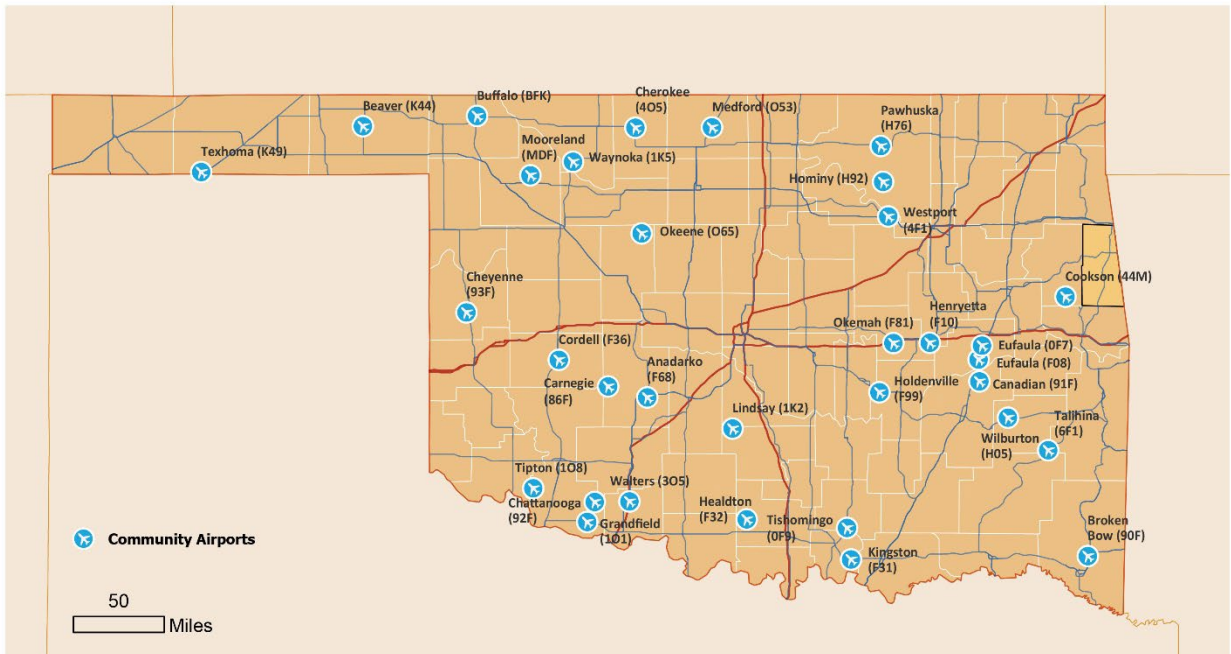 Beaver (K44)
Buffalo (BFK)
Cherokee
(4O5)
Medford (O53)
Pawhuska
(H76)
Texhoma (K49)
Mooreland
(MDF)
Waynoka (1K5)
Hominy (H92)
Westport
(4F1)
Okeene (O65)
Cheyenne
(93F)
Cookson (44M)
Henryetta
(F10)
Okemah (F81)
Cordell (F36)
Eufaula (0F7)
Eufaula (F08)
Anadarko
(F68)
Carnegie
(86F)
Canadian (91F)
Holdenville
(F99)
Lindsay (1K2)
Talihina
(6F1)
Wilburton
(H05)
Tipton (1O8)
Walters (3O5)
Chattanooga
(92F)
Grandfield
(1O1)
Healdton
(F32)
Tishomingo
(0F9)
Broken
Bow (90F)
Kingston
(F31)
Community Airports
50
Miles